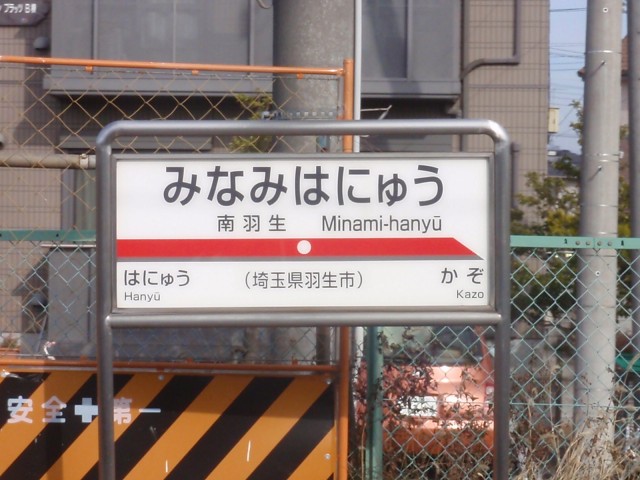 みなみはにゅう
南羽生 Minami-hanyū
はにゅう (埼玉県羽生市) かぞ
Hanyū Kazo
安全✚第一